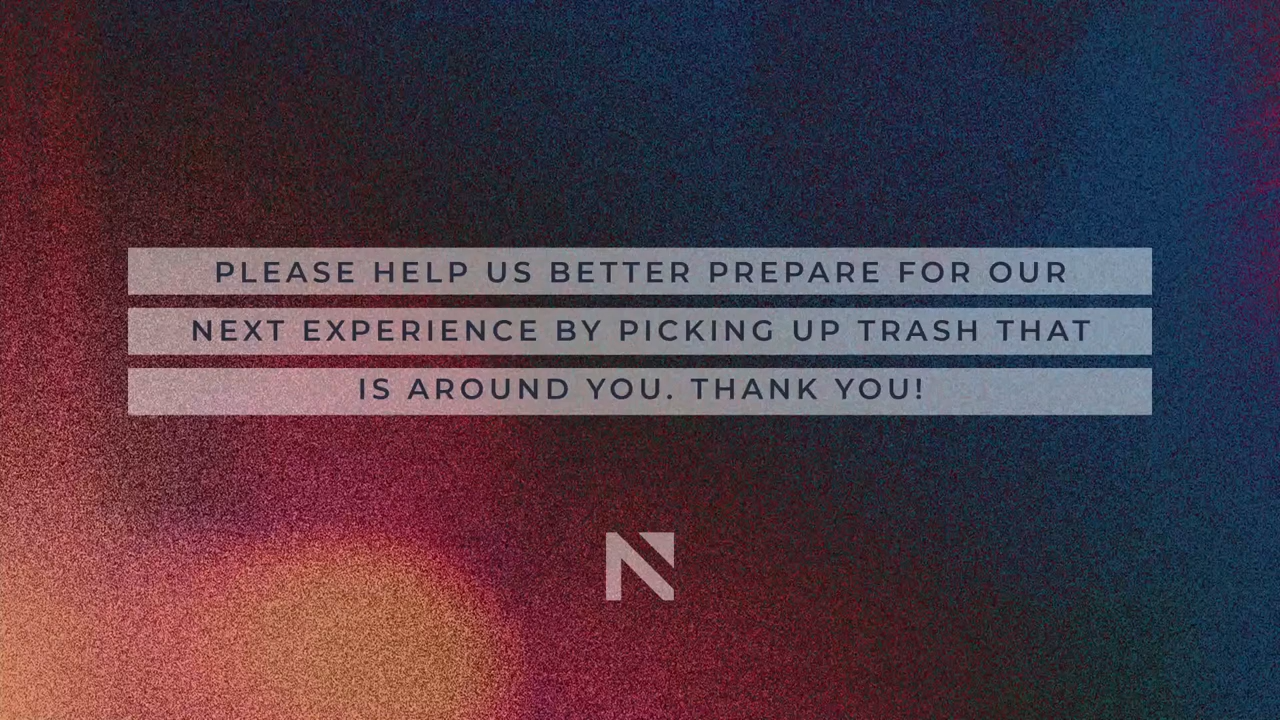 PLEASE HELP US BETTER PREPARE FOR OUR
NEXT EXPERIENCE BY PICKING UP TRASH THAT
IS AROUND YOU. THANK YOU!
N